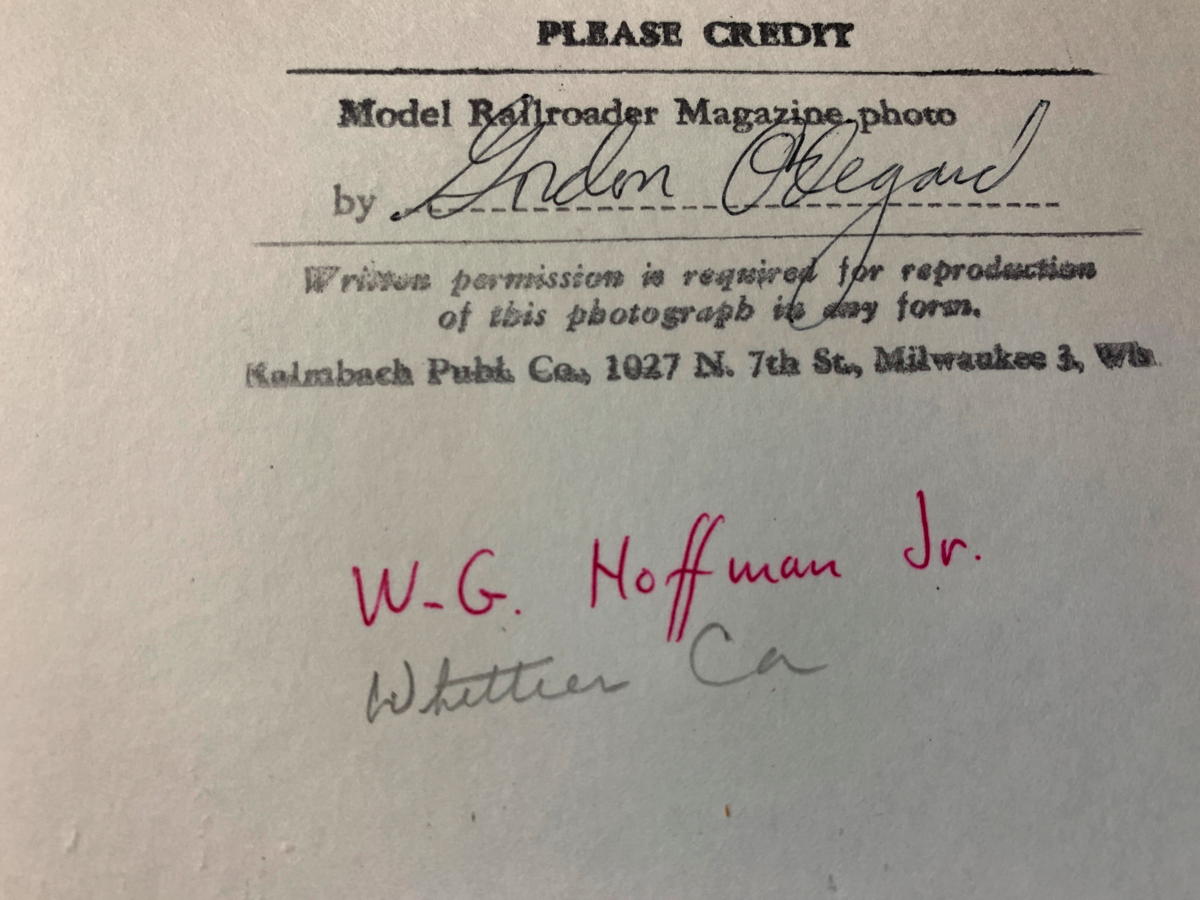 PLEASE CREDIT
Model Railroader Magazine photo
by Gordon Odegard
Written permission is required for reproduction
of this photograph in any form.
Kalmbach Publ. Co., 1027 N. 7th St., Milwaukee 3, Wis.
W-G. Hoffman Jr.
Whittier Ca